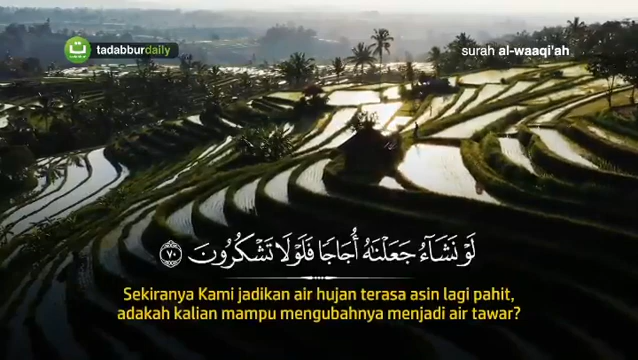 tadabburdaily
surah al-waaqi'ah
لَوْ نَشَآءُ جَعَلْنَٰهُ أُجَاجًا فَلَوْلَا تَشْكُرُونَ ٧٠
Sekiranya Kami jadikan air hujan terasa asin lagi pahit,
adakah kalian mampu mengubahnya menjadi air tawar?